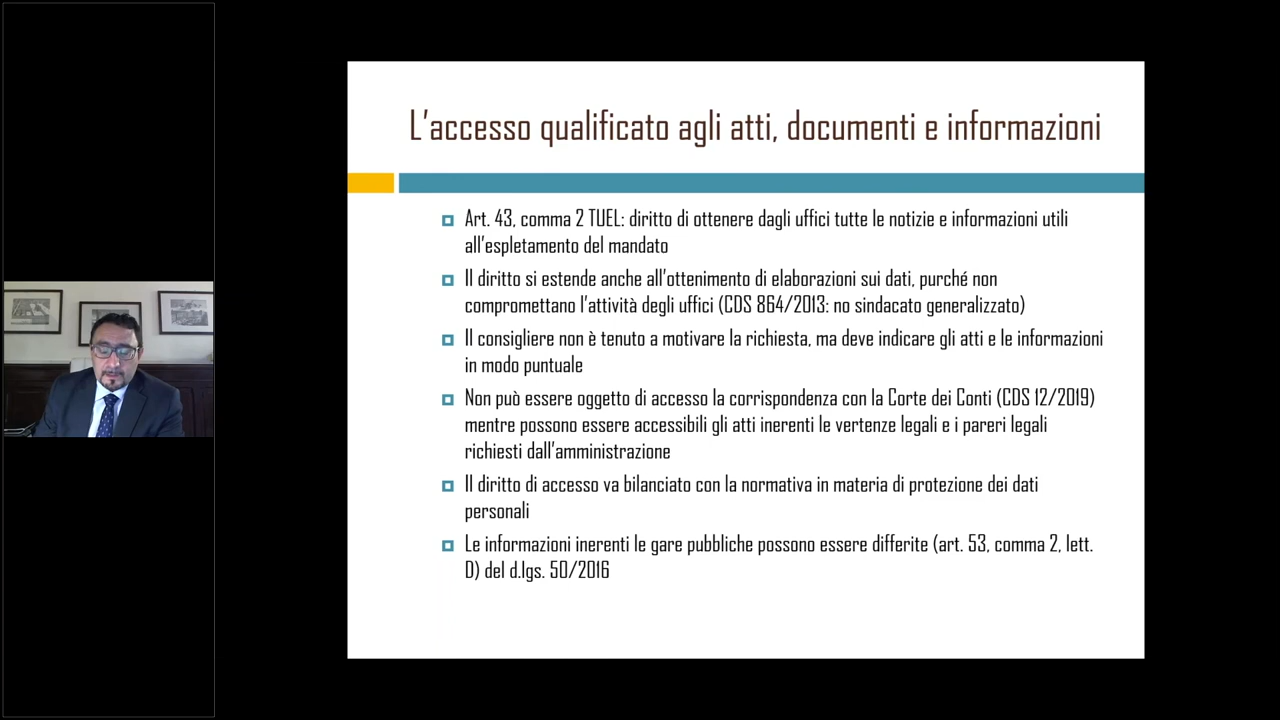 L'accesso qualificato agli atti, documenti e informazioni
Art. 43, comma 2 TUEL: diritto di ottenere dagli uffici tutte le notizie e informazioni utili
all'espletamento del mandato
Il diritto si estende anche all'ottenimento di elaborazioni sui dati, purché non
compromettano l'attività degli uffici (CDS 864/2013: no sindacato generalizzato)
Il consigliere non è tenuto a motivare la richiesta, ma deve indicare gli atti e le informazioni
in modo puntuale
Non può essere oggetto di accesso la corrispondenza con la Corte dei Conti (CDS 12/2019)
mentre possono essere accessibili gli atti inerenti le vertenze legali e i pareri legali
richiesti dall'amministrazione
Il diritto di accesso va bilanciato con la normativa in materia di protezione dei dati
personali
Le informazioni inerenti le gare pubbliche possono essere differite (art. 53, comma 2, lett.
D) del d.lgs. 50/2016